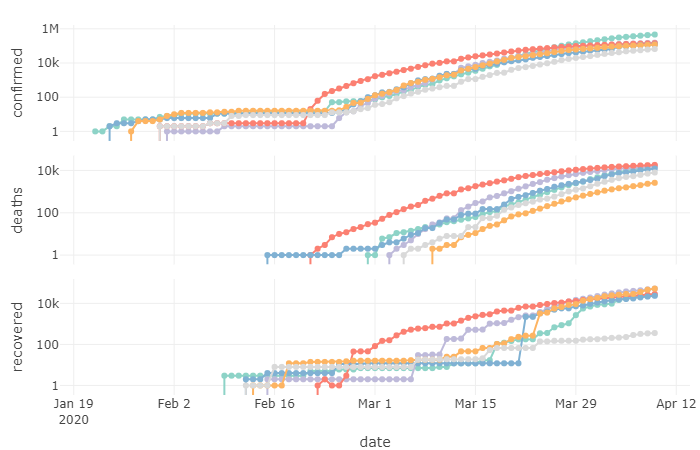 confirmed
1M
10k
100
1
deaths
10k
100
1
recovered
10k
100
1
Jan 19
2020
Feb 2
Feb 16
Mar 1
Mar 15
Mar 29
Apr 12
date